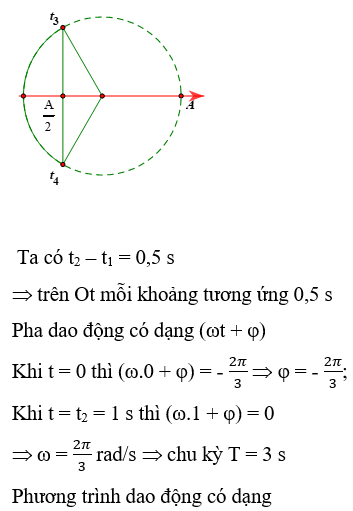 t₃
A
A
2
t₄
Ta có t₂ – t₁ = 0,5 s
⇒ trên Ot mỗi khoảng tương ứng 0,5 s
Pha dao động có dạng (ωt + φ)
Khi t = 0 thì (ω.0 + φ) = - 2π/3 ⇒ φ = - 2π/3;
Khi t = t₂ = 1 s thì (ω.1 + φ) = 0
⇒ ω = 2π/3 rad/s ⇒ chu kỳ T = 3 s
Phương trình dao động có dạng